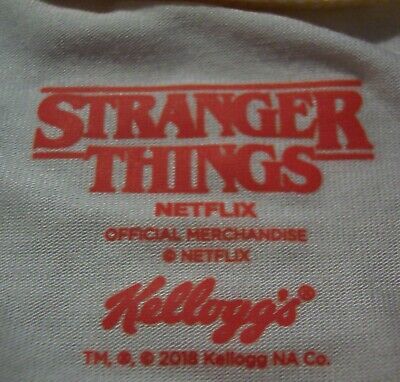 STRANGER
THINGS
NETFLIX
OFFICIAL MERCHANDISE
© NETFLIX
Kellogg's®
TM, ®, © 2018 Kellogg NA Co.